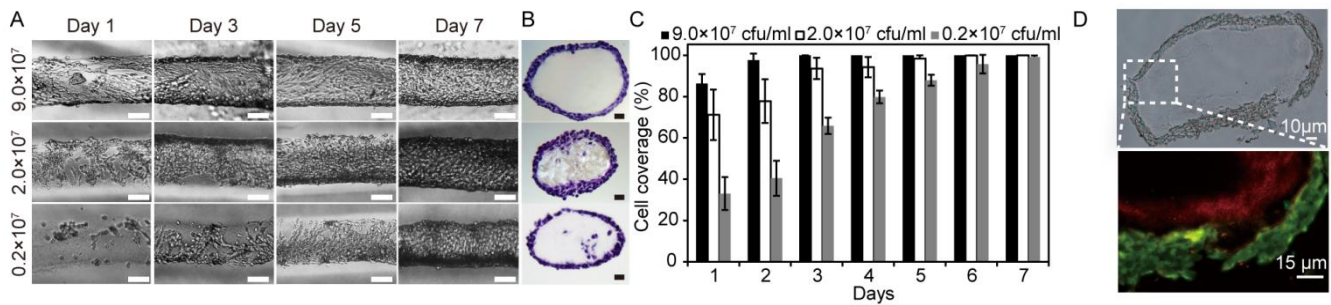 A
Day 1
Day 3
Day 5
Day 7
9.0×10⁷
2.0×10⁷
0.2×10⁷
B
C
9.0×10⁷ cfu/ml
2.0×10⁷ cfu/ml
0.2×10⁷ cfu/ml
Cell coverage (%)
100
80
60
40
20
0
1 2 3 4 5 6 7
Days
D
10μm
15 μm